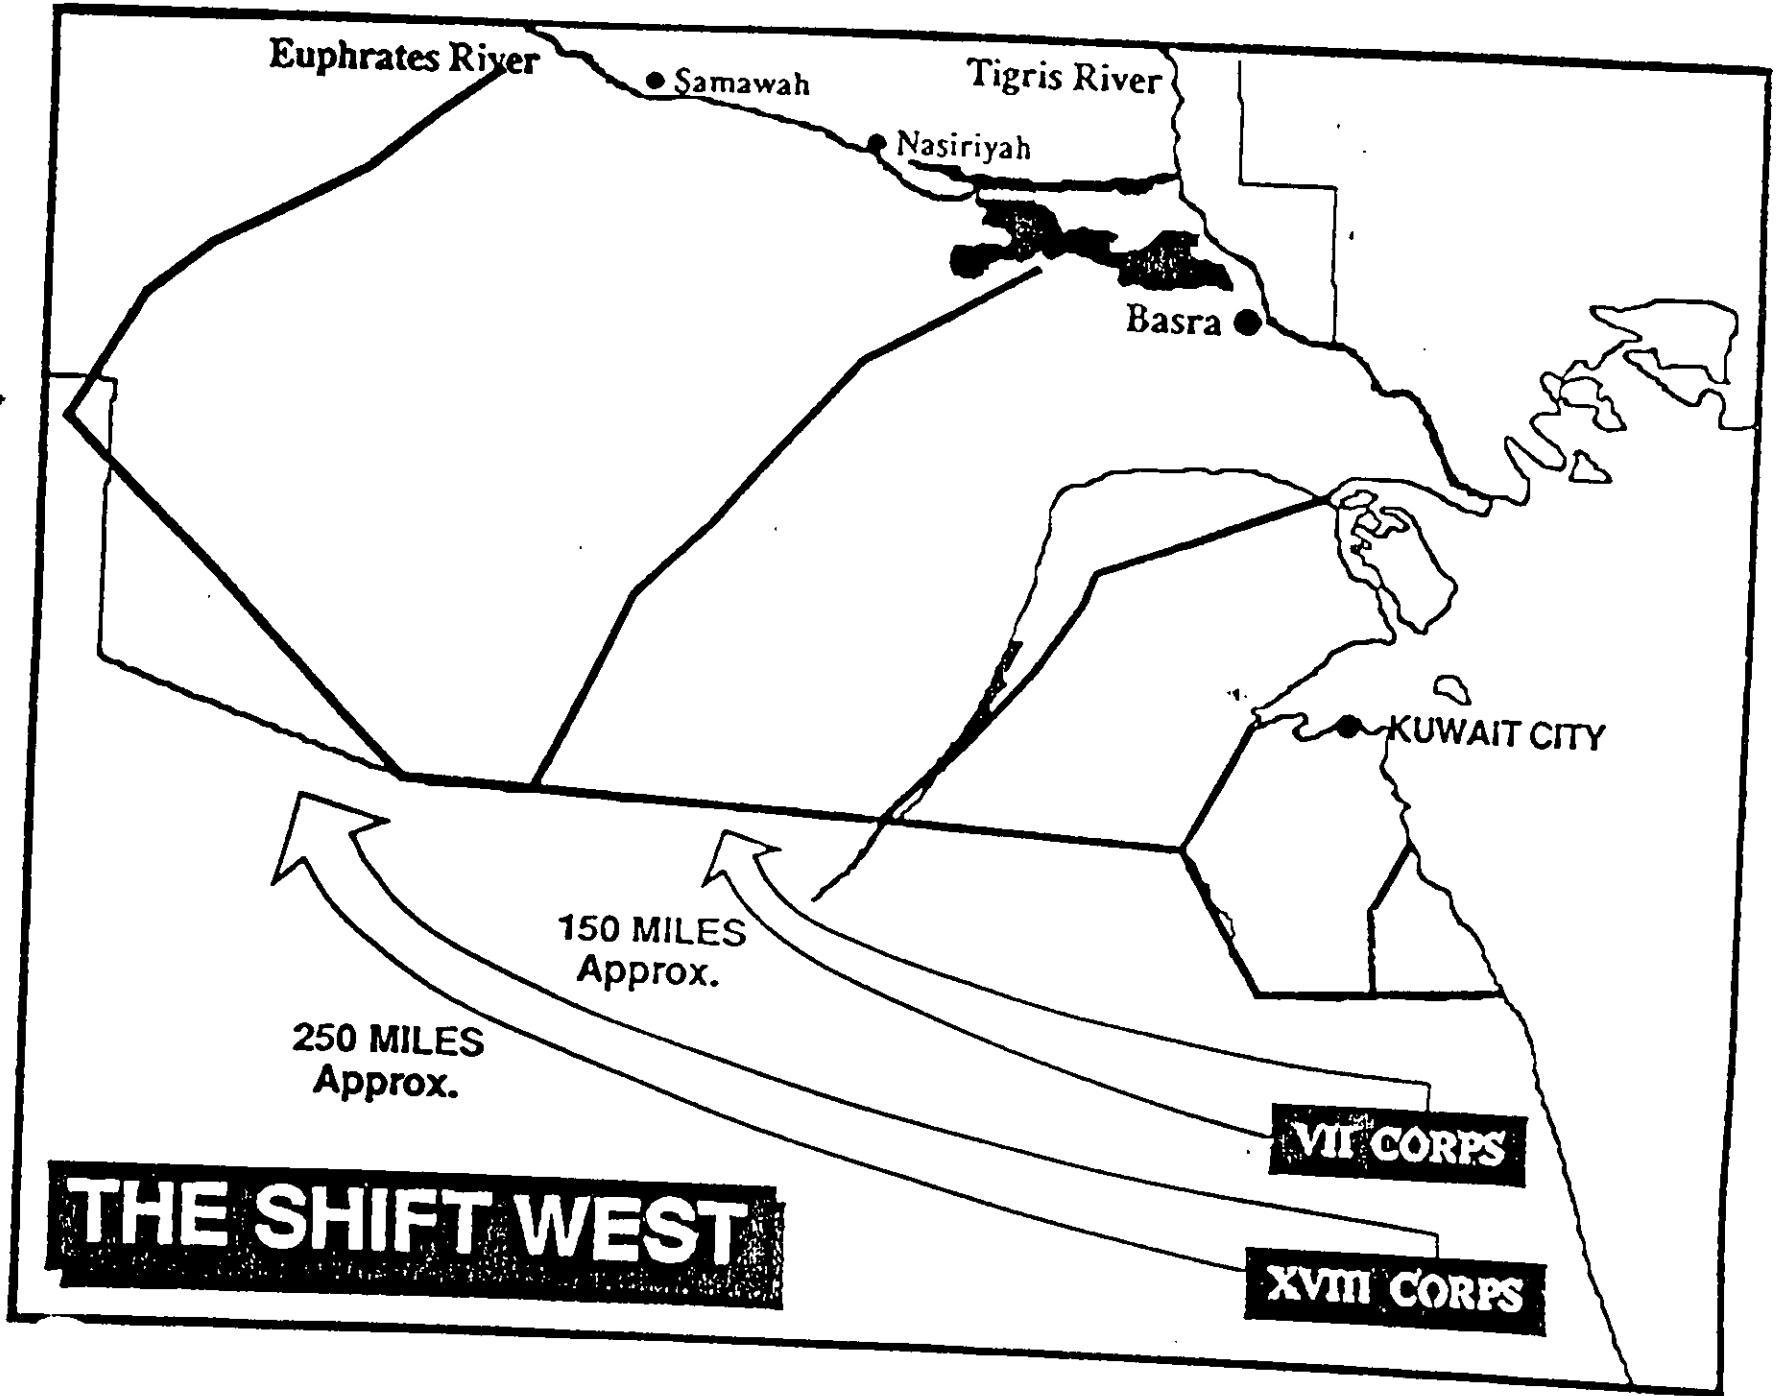 Euphrates River
Samawah
Tigris River
Nasiriyah
Basra
KUWAIT CITY
150 MILES
Approx.
250 MILES
Approx.
VII CORPS
THE SHIFT WEST
XVIII CORPS